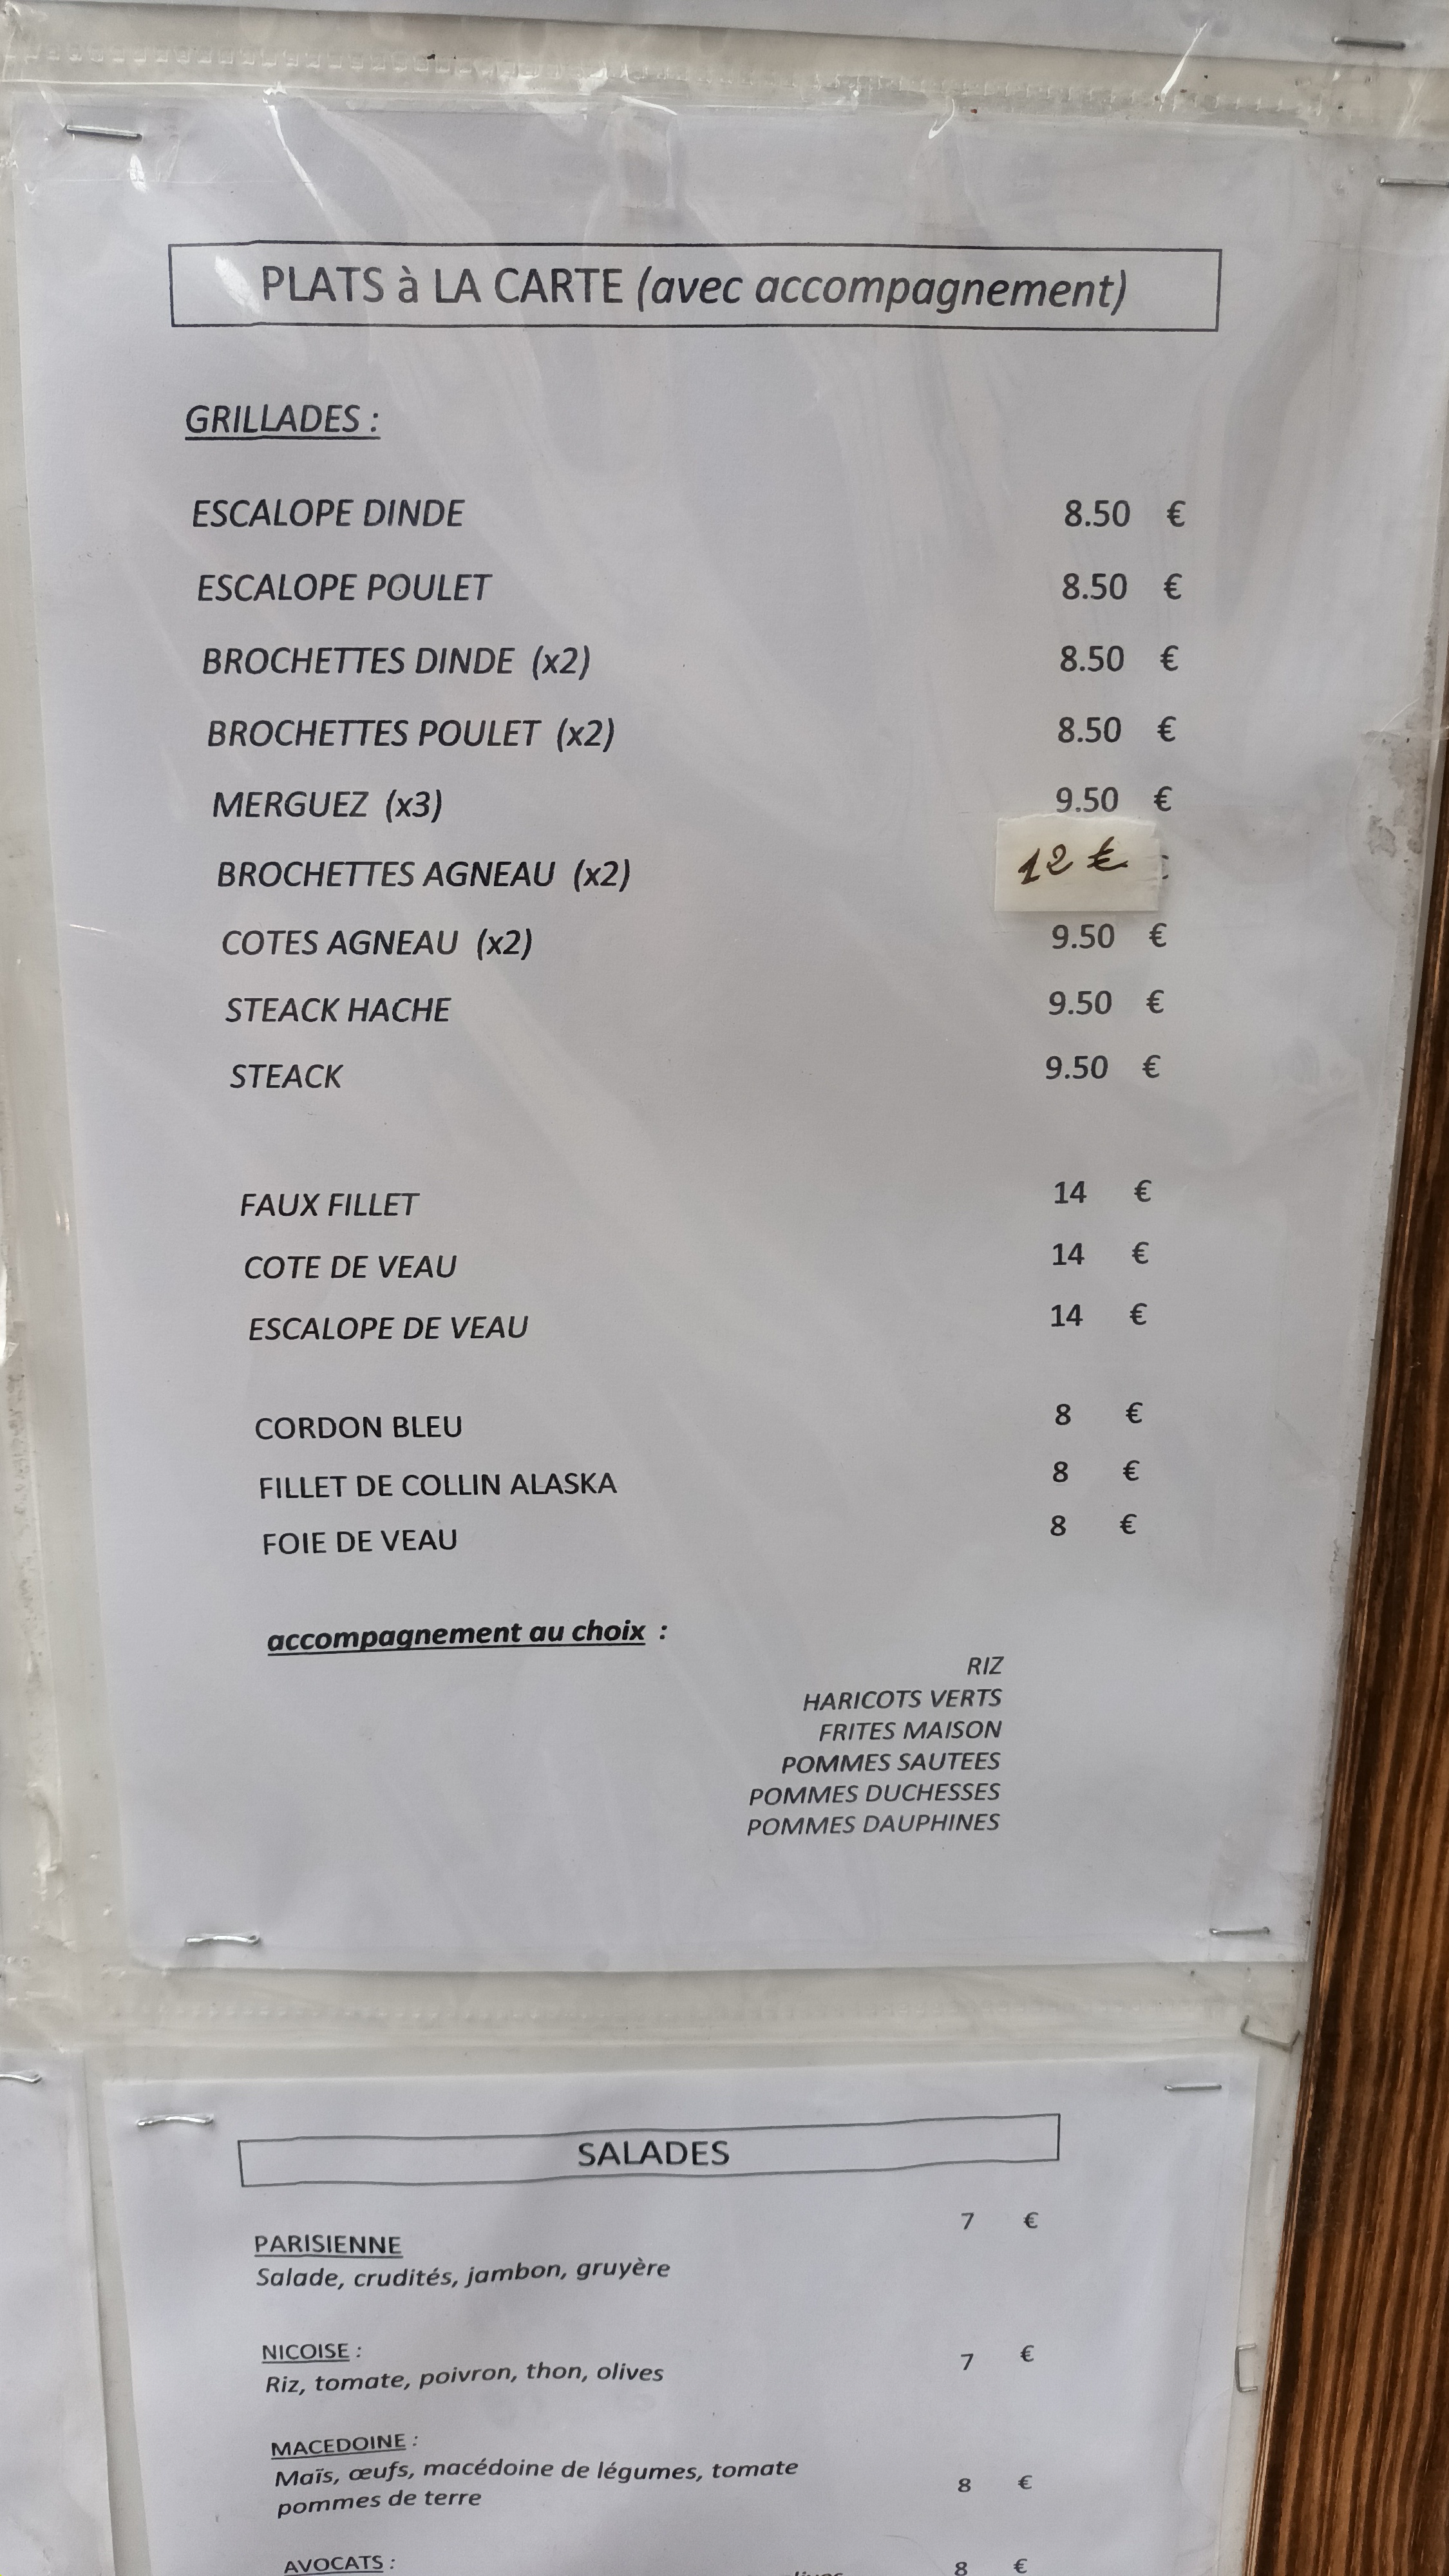 PLATS à LA CARTE (avec accompagnement)
GRILLADES :
ESCALOPE DINDE 8.50 €
ESCALOPE POULET 8.50 €
BROCHETTES DINDE (x2) 8.50 €
BROCHETTES POULET (x2) 8.50 €
MERGUEZ (x3) 9.50 €
BROCHETTES AGNEAU (x2) 12 €
COTES AGNEAU (x2) 9.50 €
STEACK HACHE 9.50 €
STEACK 9.50 €
FAUX FILLET 14 €
COTE DE VEAU 14 €
ESCALOPE DE VEAU 14 €
CORDON BLEU 8 €
FILLET DE COLLIN ALASKA 8 €
FOIE DE VEAU 8 €
accompagnement au choix :
RIZ
HARICOTS VERTS
FRITES MAISON
POMMES SAUTEES
POMMES DUCHESSES
POMMES DAUPHINES
SALADES
PARISIENNE 7 €
Salade, crudités, jambon, gruyère
NICOISE :
Riz, tomate, poivron, thon, olives 7 €
MACEDOINE :
Maïs, œufs, macédoine de légumes, tomate
pommes de terre 8 €
AVOCATS : 8 €